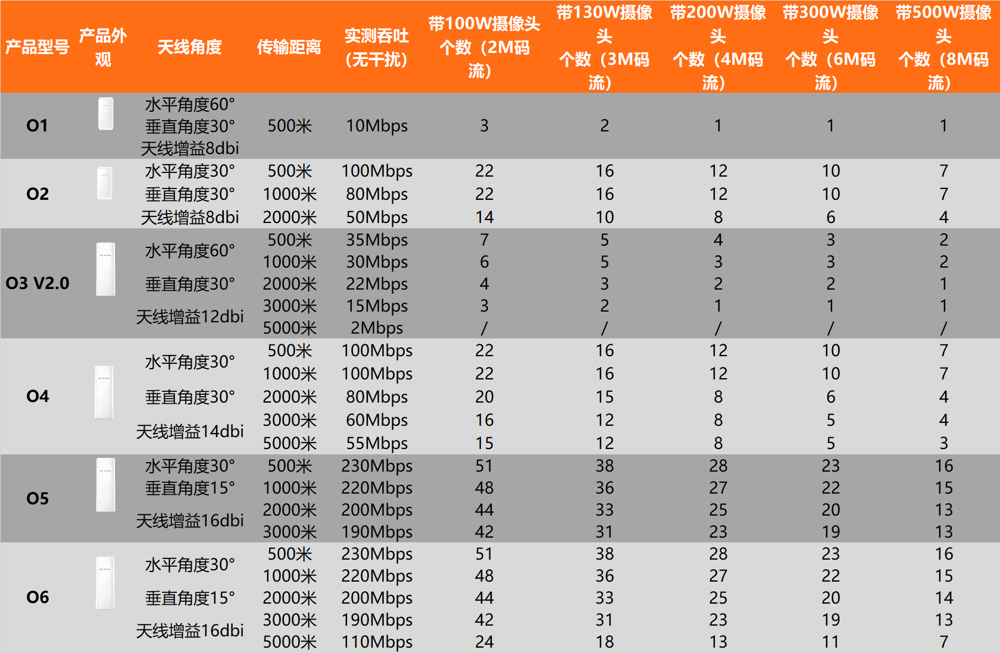 产品型号 产品外观 天线角度 传输距离 实测吞吐（无干扰） 带100W摄像头个数（2M码流） 带130W摄像头个数（3M码流） 带200W摄像头个数（4M码流） 带300W摄像头个数（6M码流） 带500W摄像头个数（8M码流）
O1
水平角度60°
垂直角度30°
天线增益8dbi
500米 10Mbps 3 2 1 1 1
O2
水平角度30°
垂直角度30°
天线增益8dbi
500米 100Mbps 22 16 12 10 7
1000米 80Mbps 22 16 12 10 7
2000米 50Mbps 14 10 8 6 4
O3 V2.0
水平角度60°
垂直角度30°
天线增益12dbi
500米 35Mbps 7 5 4 3 2
1000米 30Mbps 6 5 3 3 2
2000米 22Mbps 4 3 2 2 1
3000米 15Mbps 3 2 1 1 1
5000米 2Mbps / / / / /
O4
水平角度30°
垂直角度30°
天线增益14dbi
500米 100Mbps 22 16 12 10 7
1000米 100Mbps 22 16 12 10 7
2000米 80Mbps 20 15 8 6 4
3000米 60Mbps 16 12 8 5 4
5000米 55Mbps 15 12 8 5 3
O5
水平角度30°
垂直角度15°
天线增益16dbi
500米 230Mbps 51 38 28 23 16
1000米 220Mbps 48 36 27 22 15
2000米 200Mbps 44 33 25 20 13
3000米 190Mbps 42 31 23 19 13
O6
水平角度30°
垂直角度15°
天线增益16dbi
500米 230Mbps 51 38 28 23 16
1000米 220Mbps 48 36 27 22 15
2000米 200Mbps 44 33 25 20 14
3000米 190Mbps 42 31 23 19 13
5000米 110Mbps 24 18 13 11 7